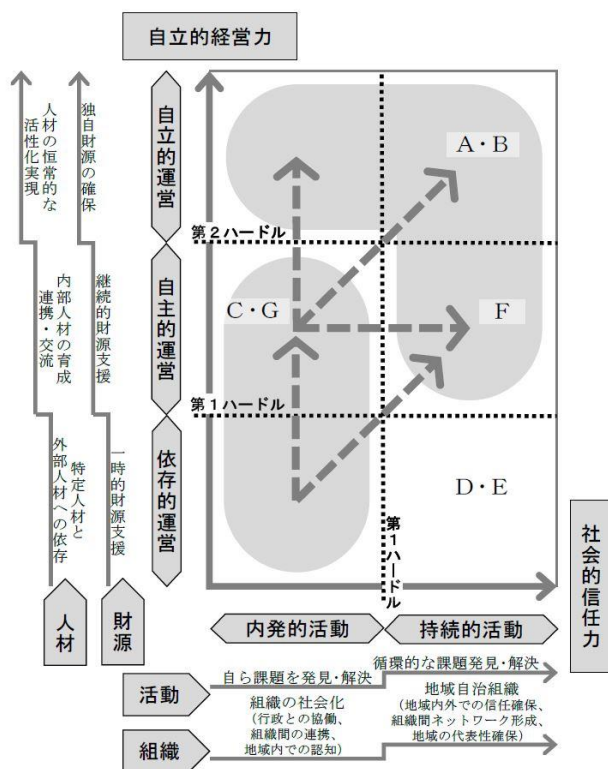 自立的経営力
人材の恒常的な
活性化実現
独自財源の確保
自立的運営
A・B
第2ハードル
内部人材の育成
連携・交流
継続的財源支援
自主的運営
C・G
F
第1ハードル
特定人材と
外部人材への依存
一時的財源支援
依存的運営
D・E
第1ハードル
社会的信任力
人材
財源
内発的活動
持続的活動
活動
自ら課題を発見・解決
循環的な課題発見・解決
組織の社会化
(行政との協働、
組織間の連携、
地域内での認知)
地域自治組織
(地域内外での信任確保、
組織間ネットワーク形成、
地域の代表性確保)
組織